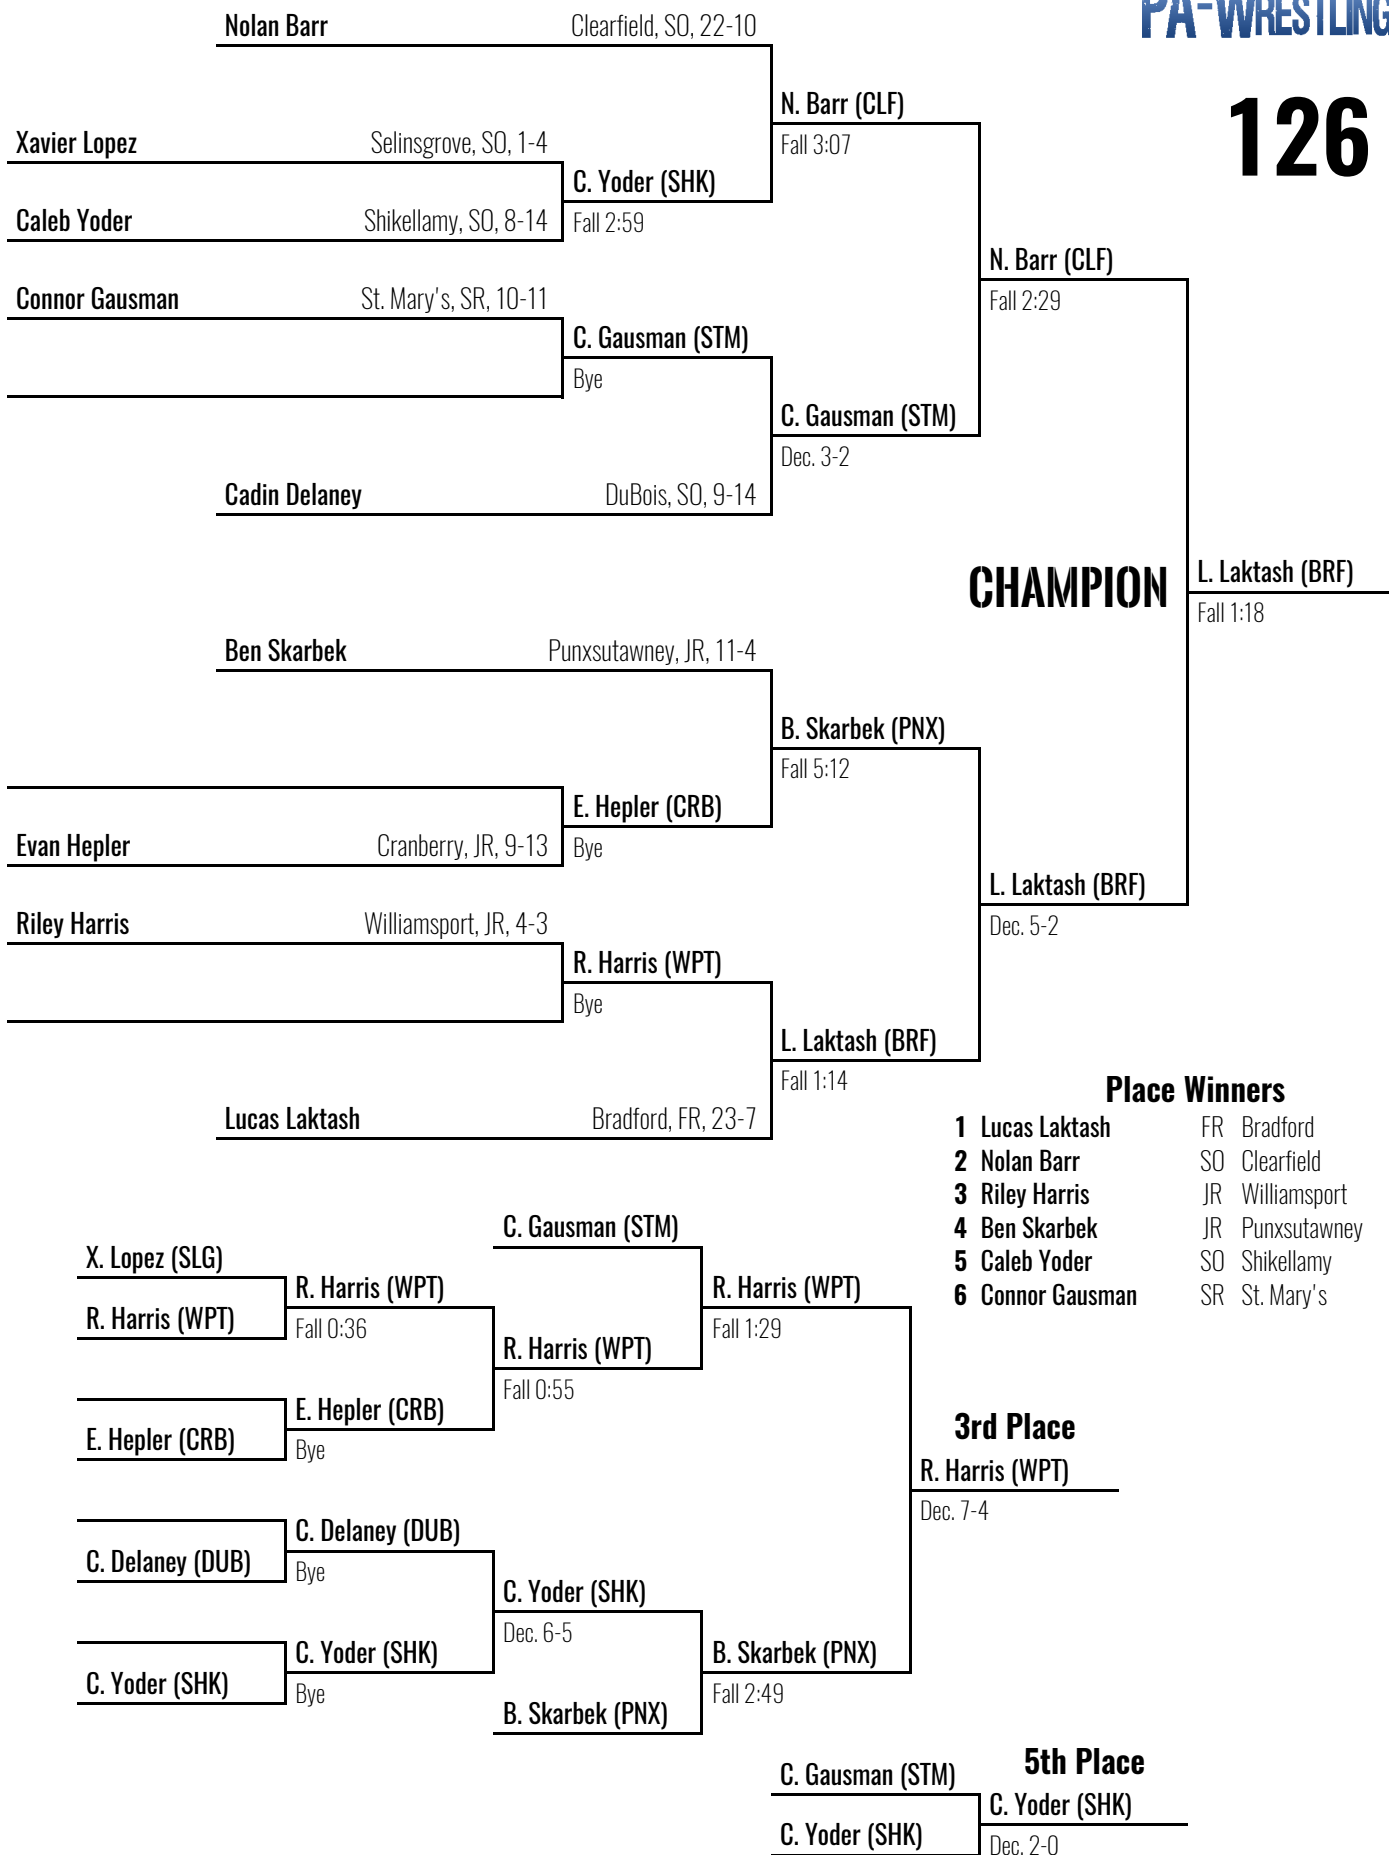 PA-WRESTLING
126
Nolan Barr Clearfield, SO, 22-10
N. Barr (CLF)
Fall 3:07
Xavier Lopez Selinsgrove, SO, 1-4
C. Yoder (SHK)
Fall 2:59
Caleb Yoder Shikellamy, SO, 8-14
N. Barr (CLF)
Fall 2:29
Connor Gausman St. Mary's, SR, 10-11
C. Gausman (STM)
Bye
C. Gausman (STM)
Dec. 3-2
Cadin Delaney DuBois, SO, 9-14
CHAMPION
L. Laktash (BRF)
Fall 1:18
Ben Skarbek Punxsutawney, JR, 11-4
B. Skarbek (PNX)
Fall 5:12
E. Hepler (CRB)
Bye
Evan Hepler Cranberry, JR, 9-13
L. Laktash (BRF)
Dec. 5-2
Riley Harris Williamsport, JR, 4-3
R. Harris (WPT)
Bye
L. Laktash (BRF)
Fall 1:14
Lucas Laktash Bradford, FR, 23-7
Place Winners
1 Lucas Laktash FR Bradford
2 Nolan Barr SO Clearfield
3 Riley Harris JR Williamsport
4 Ben Skarbek JR Punxsutawney
5 Caleb Yoder SO Shikellamy
6 Connor Gausman SR St. Mary's
C. Gausman (STM)
X. Lopez (SLG)
R. Harris (WPT)
Fall 0:36
R. Harris (WPT)
R. Harris (WPT)
Fall 1:29
R. Harris (WPT)
Fall 0:55
E. Hepler (CRB)
Bye
E. Hepler (CRB)
3rd Place
R. Harris (WPT)
Dec. 7-4
C. Delaney (DUB)
Bye
C. Delaney (DUB)
C. Yoder (SHK)
Dec. 6-5
C. Yoder (SHK)
Bye
C. Yoder (SHK)
B. Skarbek (PNX)
Fall 2:49
B. Skarbek (PNX)
5th Place
C. Gausman (STM)
C. Yoder (SHK)
C. Yoder (SHK)
Dec. 2-0